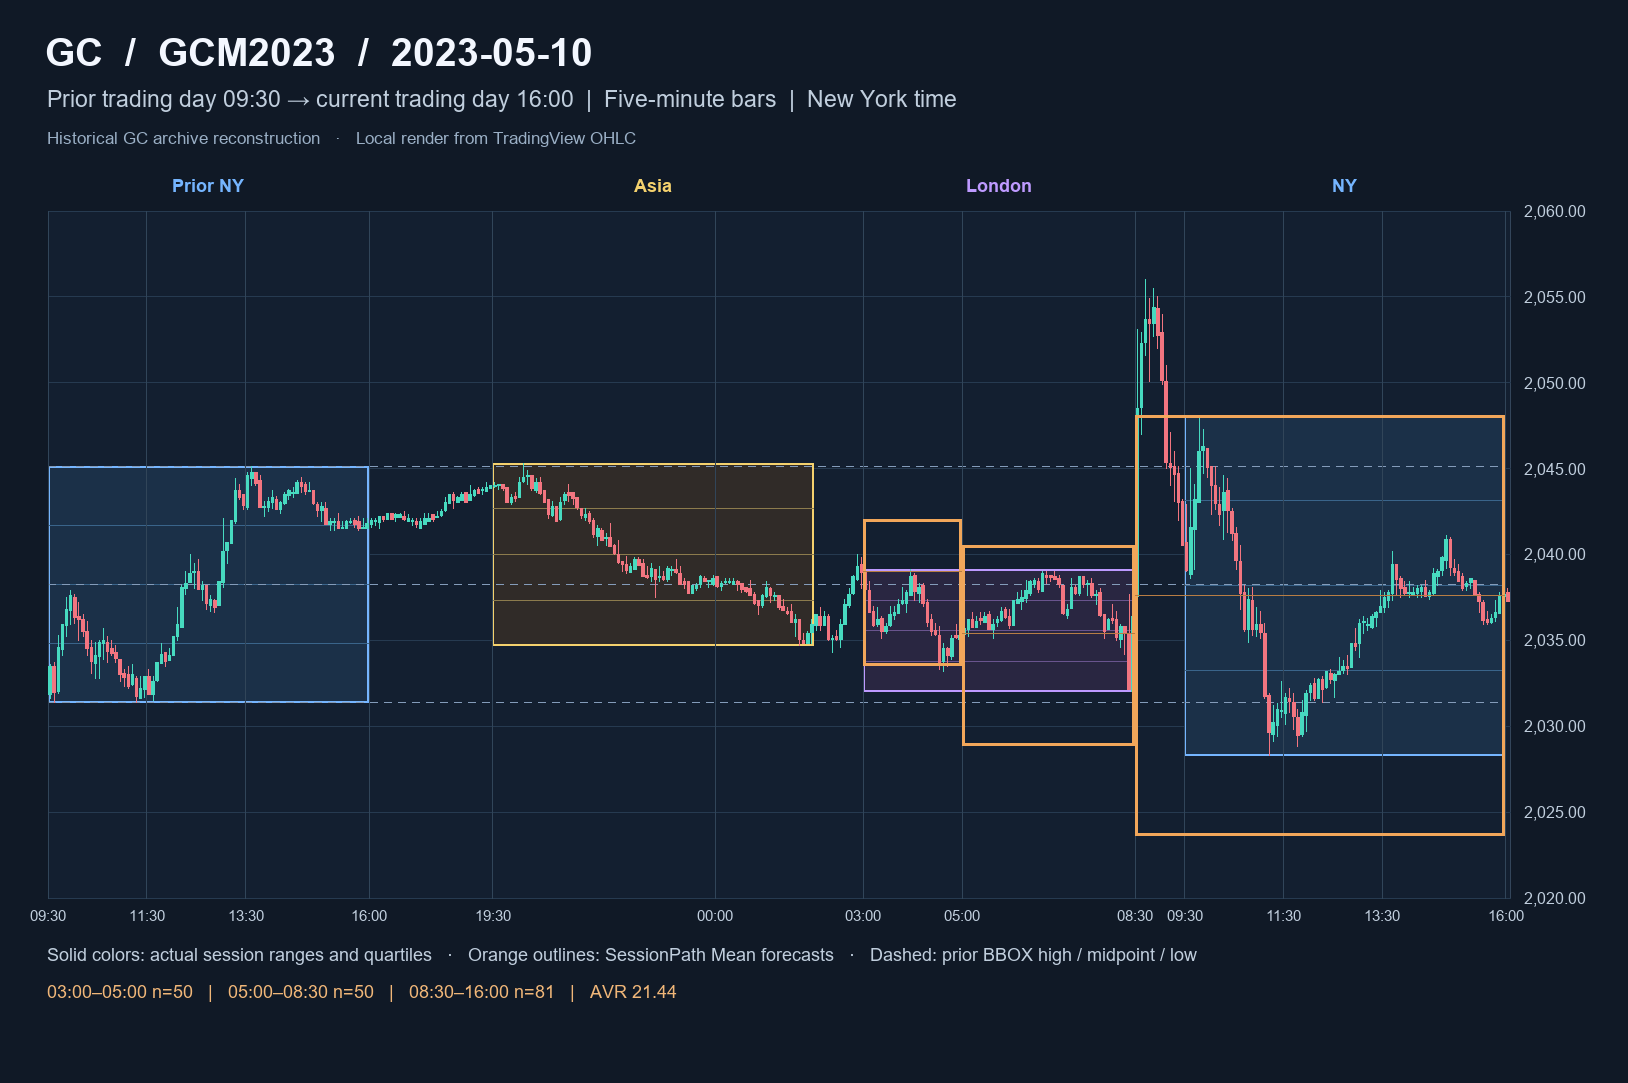 GC / GCM2023 / 2023-05-10
Prior trading day 09:30 → current trading day 16:00 | Five-minute bars | New York time
Historical GC archive reconstruction · Local render from TradingView OHLC
Prior NY Asia London NY
2,060.00
2,055.00
2,050.00
2,045.00
2,040.00
2,035.00
2,030.00
2,025.00
2,020.00
09:30 11:30 13:30 16:00 19:30 00:00 03:00 05:00 08:30 09:30 11:30 13:30 16:00
Solid colors: actual session ranges and quartiles · Orange outlines: SessionPath Mean forecasts · Dashed: prior BBOX high / midpoint / low
03:00–05:00 n=50 | 05:00–08:30 n=50 | 08:30–16:00 n=81 | AVR 21.44